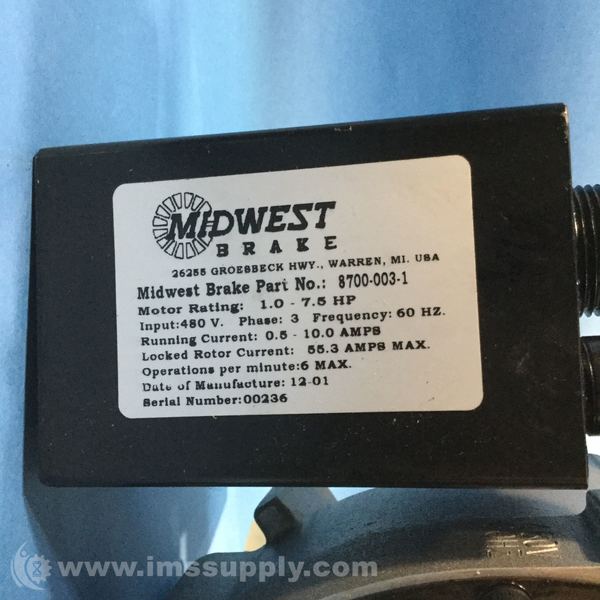 MIDWEST
BRAKE
26255 GROESBECK HWY., WARREN, MI. USA
Midwest Brake Part No.: 8700-003-1
Motor Rating: 1.0 - 7.5 HP
Input:480 V. Phase: 3 Frequency: 60 HZ.
Running Current: 0.5 - 10.0 AMPS
Locked Rotor Current: 55.3 AMPS MAX.
Operations per minute:6 MAX.
Date of Manufacture: 12-01
Serial Number:00236
www.imssupply.com